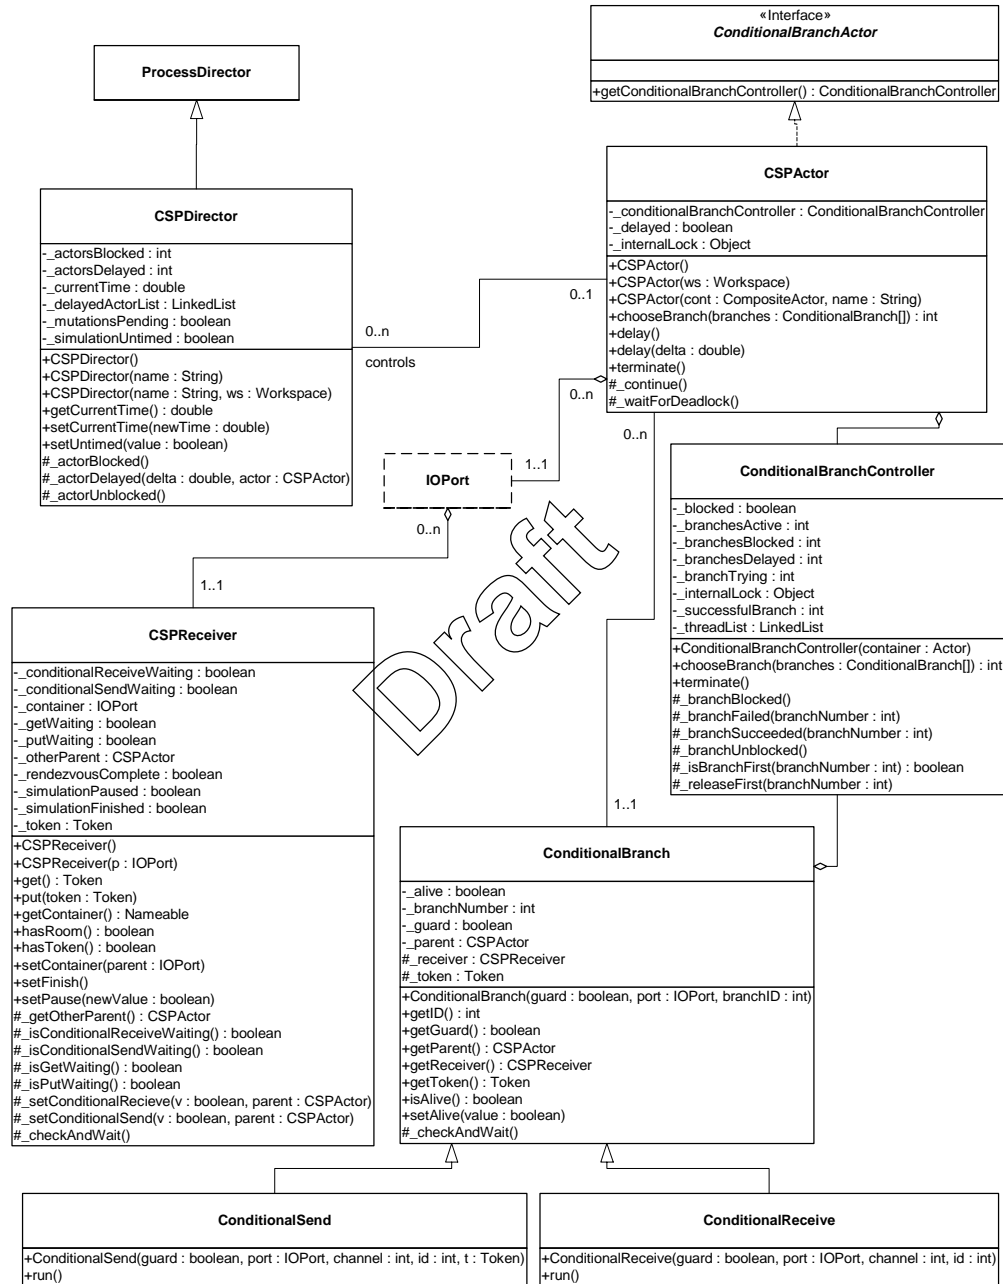 «Interface»
ConditionalBranchActor
+getConditionalBranchController() : ConditionalBranchController
ProcessDirector
CSPActor
-_conditionalBranchController : ConditionalBranchController
-_delayed : boolean
-_internalLock : Object
+CSPActor()
+CSPActor(ws : Workspace)
+CSPActor(cont : CompositeActor, name : String)
+chooseBranch(branches : ConditionalBranch[]) : int
+delay()
+delay(delta : double)
+terminate()
#_continue()
#_waitForDeadlock()
CSPDirector
-_actorsBlocked : int
-_actorsDelayed : int
-_currentTime : double
-_delayedActorList : LinkedList
-_mutationsPending : boolean
-_simulationUntimed : boolean
+CSPDirector()
+CSPDirector(name : String)
+CSPDirector(name : String, ws : Workspace)
+getCurrentTime() : double
+setCurrentTime(newTime : double)
+setUntimed(value : boolean)
#_actorBlocked()
#_actorDelayed(delta : double, actor : CSPActor)
#_actorUnblocked()
0..1
0..n
controls
0..n
0..n
1..1
IOPort
0..n
1..1
ConditionalBranchController
-_blocked : boolean
-_branchesActive : int
-_branchesBlocked : int
-_branchesDelayed : int
-_branchTrying : int
-_internalLock : Object
-_successfulBranch : int
-_threadList : LinkedList
+ConditionalBranchController(container : Actor)
+chooseBranch(branches : ConditionalBranch[]) : int
+terminate()
#_branchBlocked()
#_branchFailed(branchNumber : int)
#_branchSucceeded(branchNumber : int)
#_branchUnblocked()
#_isBranchFirst(branchNumber : int) : boolean
#_releaseFirst(branchNumber : int)
Draft
CSPReceiver
-_conditionalReceiveWaiting : boolean
-_conditionalSendWaiting : boolean
-_container : IOPort
-_getWaiting : boolean
-_putWaiting : boolean
-_otherParent : CSPActor
-_rendezvousComplete : boolean
-_simulationPaused : boolean
-_simulationFinished : boolean
-_token : Token
+CSPReceiver()
+CSPReceiver(p : IOPort)
+get() : Token
+put(token : Token)
+getContainer() : Nameable
+hasRoom() : boolean
+hasToken() : boolean
+setContainer(parent : IOPort)
+setFinish()
+setPause(newValue : boolean)
#_getOtherParent() : CSPActor
#_isConditionalReceiveWaiting() : boolean
#_isConditionalSendWaiting() : boolean
#_isGetWaiting() : boolean
#_isPutWaiting() : boolean
#_setConditionalRecieve(v : boolean, parent : CSPActor)
#_setConditionalSend(v : boolean, parent : CSPActor)
#_checkAndWait()
1..1
ConditionalBranch
-_alive : boolean
-_branchNumber : int
-_guard : boolean
-_parent : CSPActor
#_receiver : CSPReceiver
#_token : Token
+ConditionalBranch(guard : boolean, port : IOPort, branchID : int)
+getID() : int
+getGuard() : boolean
+getParent() : CSPActor
+getReceiver() : CSPReceiver
+getToken() : Token
+isAlive() : boolean
+setAlive(value : boolean)
#_checkAndWait()
ConditionalSend
+ConditionalSend(guard : boolean, port : IOPort, channel : int, id : int, t : Token)
+run()
ConditionalReceive
+ConditionalReceive(guard : boolean, port : IOPort, channel : int, id : int)
+run()